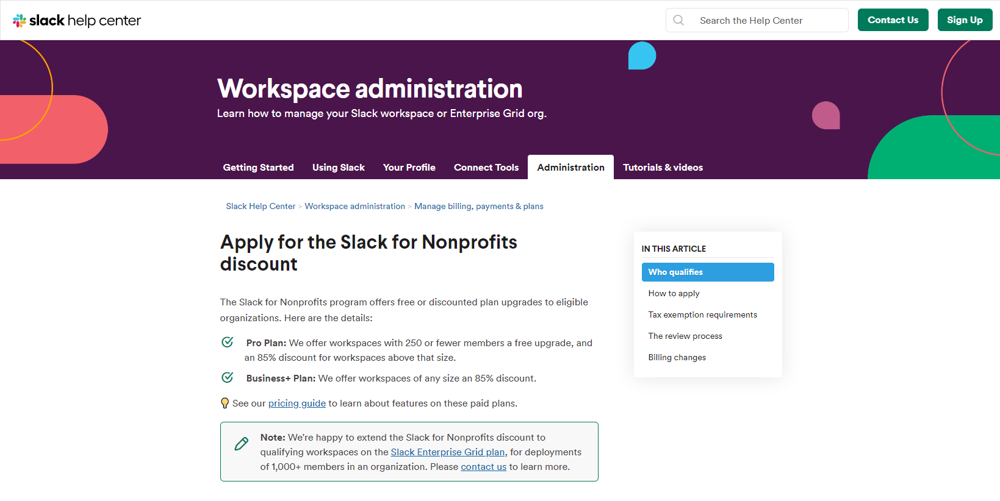 slack help center
Search the Help Center
Contact Us
Sign Up
Workspace administration
Learn how to manage your Slack workspace or Enterprise Grid org.
Getting Started
Using Slack
Your Profile
Connect Tools
Administration
Tutorials & videos
Slack Help Center > Workspace administration > Manage billing, payments & plans
Apply for the Slack for Nonprofits
discount
The Slack for Nonprofits program offers free or discounted plan upgrades to eligible
organizations. Here are the details:
Pro Plan: We offer workspaces with 250 or fewer members a free upgrade, and
an 85% discount for workspaces above that size.
Business+ Plan: We offer workspaces of any size an 85% discount.
See our pricing guide to learn about features on these paid plans.
Note: We're happy to extend the Slack for Nonprofits discount to
qualifying workspaces on the Slack Enterprise Grid plan, for deployments
of 1,000+ members in an organization. Please contact us to learn more.
IN THIS ARTICLE
Who qualifies
How to apply
Tax exemption requirements
The review process
Billing changes